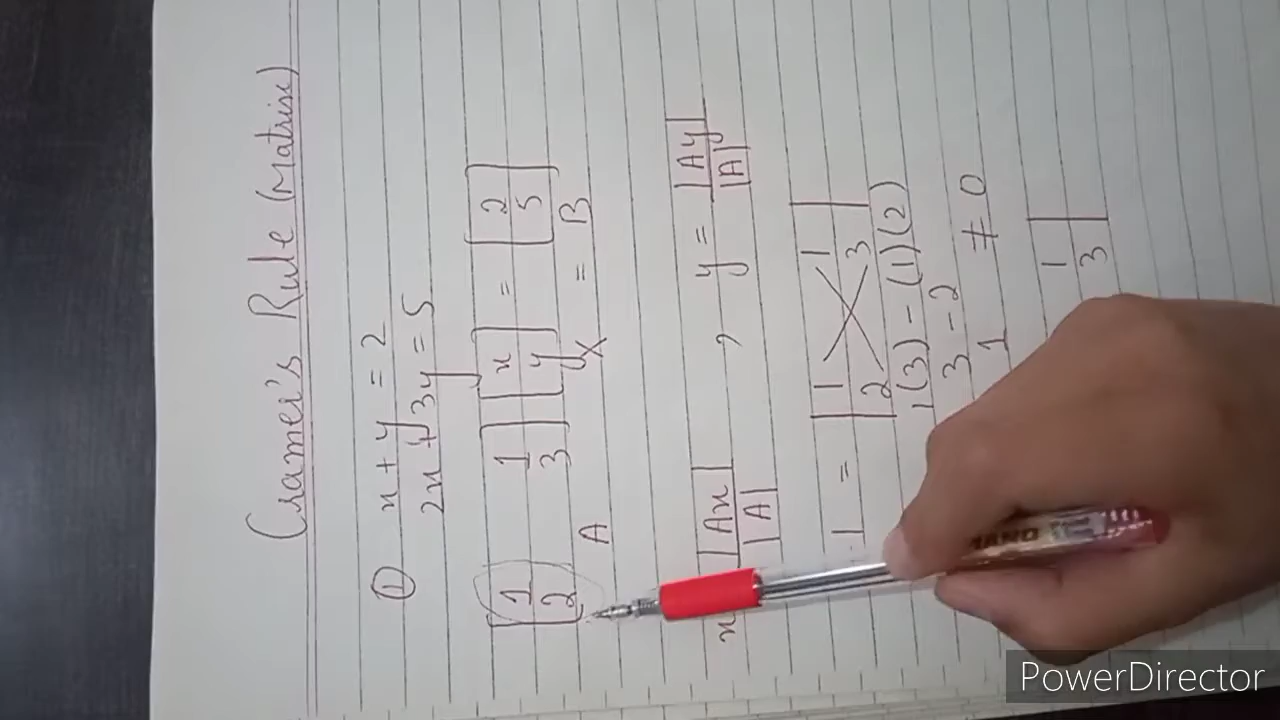 Cramer's Rule (Matrix)
① x + y = 2
2x + 3y = 5
[1 1] [x] = [2]
[2 3] [y] [5]
A X = B
x |Ax| / |A| , y = |Ay| / |A|
| = |1 1|
|2 3|
1(3) - (1)(2)
3 - 2
1 ≠ 0
1|
3|
PowerDirector